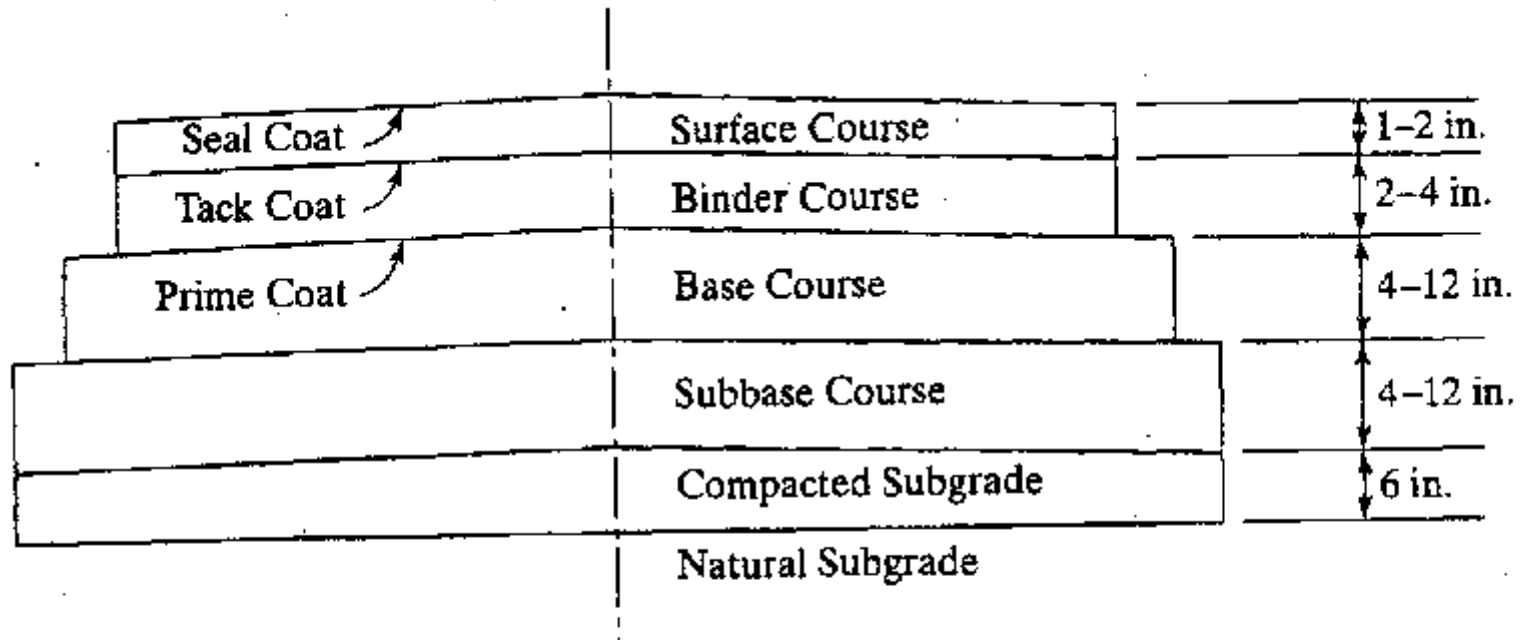 Seal Coat Surface Course 1–2 in.
Tack Coat Binder Course 2–4 in.
Prime Coat Base Course 4–12 in.
Subbase Course 4–12 in.
Compacted Subgrade 6 in.
Natural Subgrade